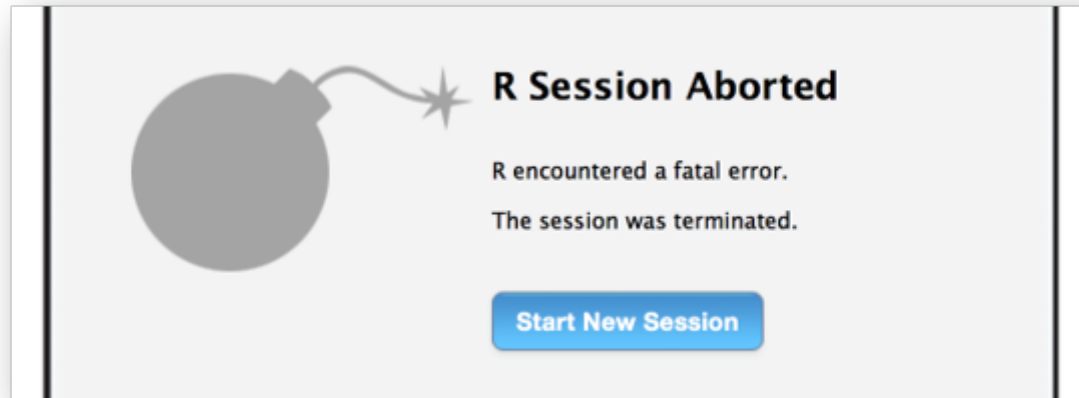 R Session Aborted
R encountered a fatal error.
The session was terminated.
Start New Session